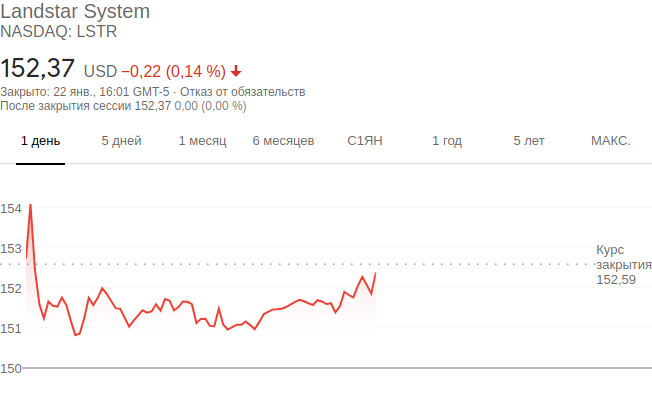 Landstar System
NASDAQ: LSTR
152,37 USD −0,22 (0,14 %)
Закрыто: 22 янв., 16:01 GMT-5 · Отказ от обязательств
После закрытия сессии 152,37 0,00 (0,00 %)
1 день 5 дней 1 месяц 6 месяцев С1ЯН 1 год 5 лет МАКС.
154
153
Курс
закрытия
152,59
152
151
150